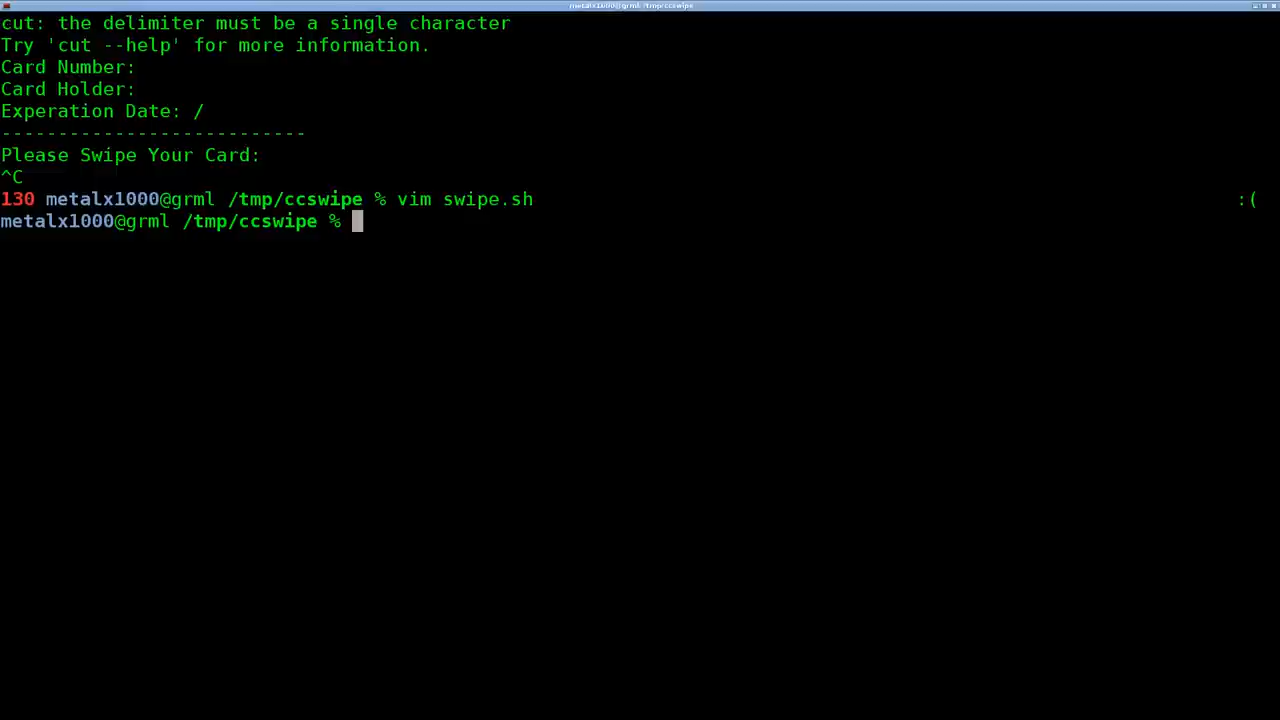 metalx1000@grml: /tmp/ccswipe
cut: the delimiter must be a single character
Try 'cut --help' for more information.
Card Number:
Card Holder:
Experation Date: /
---------------------------
Please Swipe Your Card:
^C
130 metalx1000@grml /tmp/ccswipe % vim swipe.sh :(
metalx1000@grml /tmp/ccswipe %